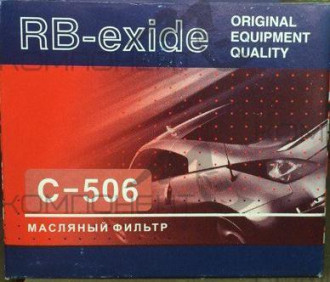 RB-exide
ORIGINAL
EQUIPMENT
QUALITY
C-506
МАСЛЯНЫЙ ФИЛЬТР